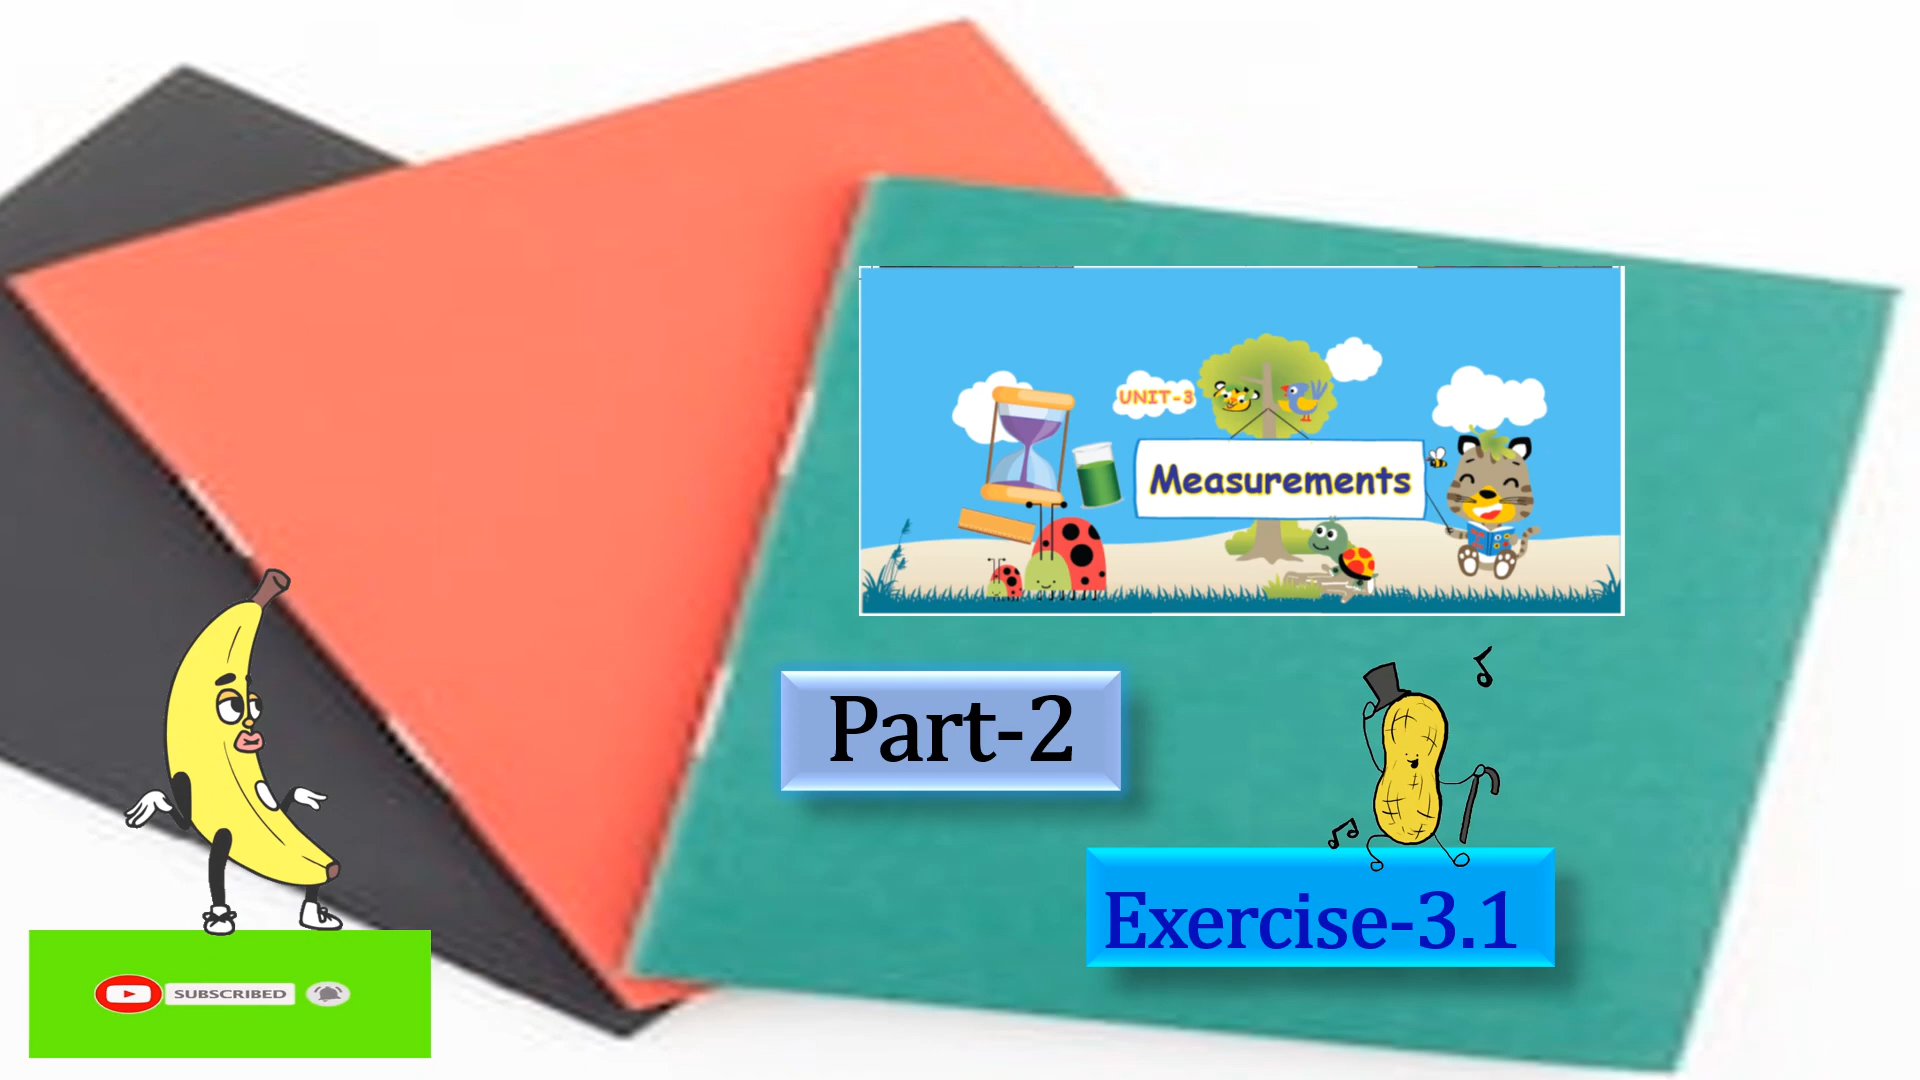 UNIT-3
Measurements
Part-2
Exercise-3.1
SUBSCRIBED